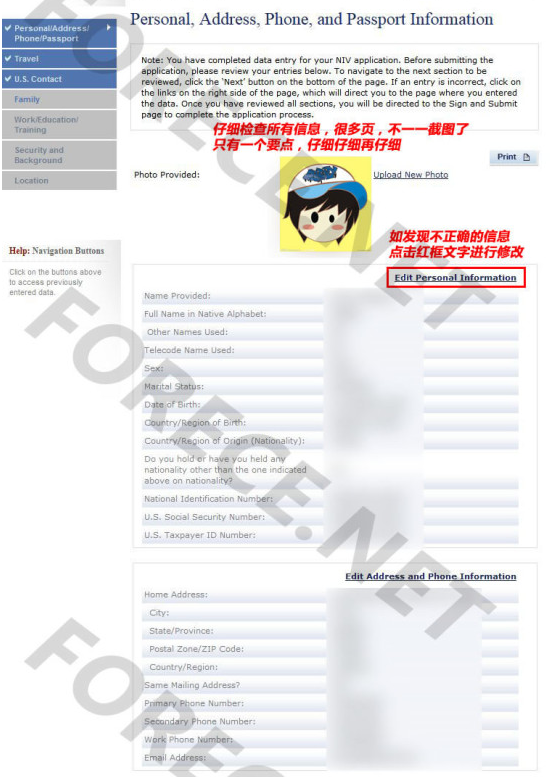 Personal, Address, Phone, and Passport Information
✔ Personal/Address/
Phone/Passport
✔ Travel
✔ U.S. Contact
Family
Work/Education/
Training
Security and
Background
Location
Help: Navigation Buttons
Click on the buttons above
to access previously
entered data.
Note: You have completed data entry for your NIV application. Before submitting the
application, please review your entries below. To navigate to the next section to be
reviewed, click the 'Next' button on the bottom of the page. If an entry is incorrect, click on
the links on the right side of the page, which will direct you to the page where you entered
the data. Once you have reviewed all sections, you will be directed to the Sign and Submit
page to complete the application process.
仔细检查所有信息，很多页，不一一截图了
只有一个要点，仔细仔细再仔细
Print
Photo Provided:
Upload New Photo
如发现不正确的信息
点击红框文字进行修改
Edit Personal Information
Name Provided:
Full Name in Native Alphabet:
Other Names Used:
Telecode Name Used:
Sex:
Marital Status:
Date of Birth:
Country/Region of Birth:
Country/Region of Origin (Nationality):
Do you hold or have you held any
nationality other than the one indicated
above on nationality?
National Identification Number:
U.S. Social Security Number:
U.S. Taxpayer ID Number:
Edit Address and Phone Information
Home Address:
City:
State/Province:
Postal Zone/ZIP Code:
Country/Region:
Same Mailing Address?
Primary Phone Number:
Secondary Phone Number:
Work Phone Number:
Email Address:
FORECE.NET
FORECE.NET